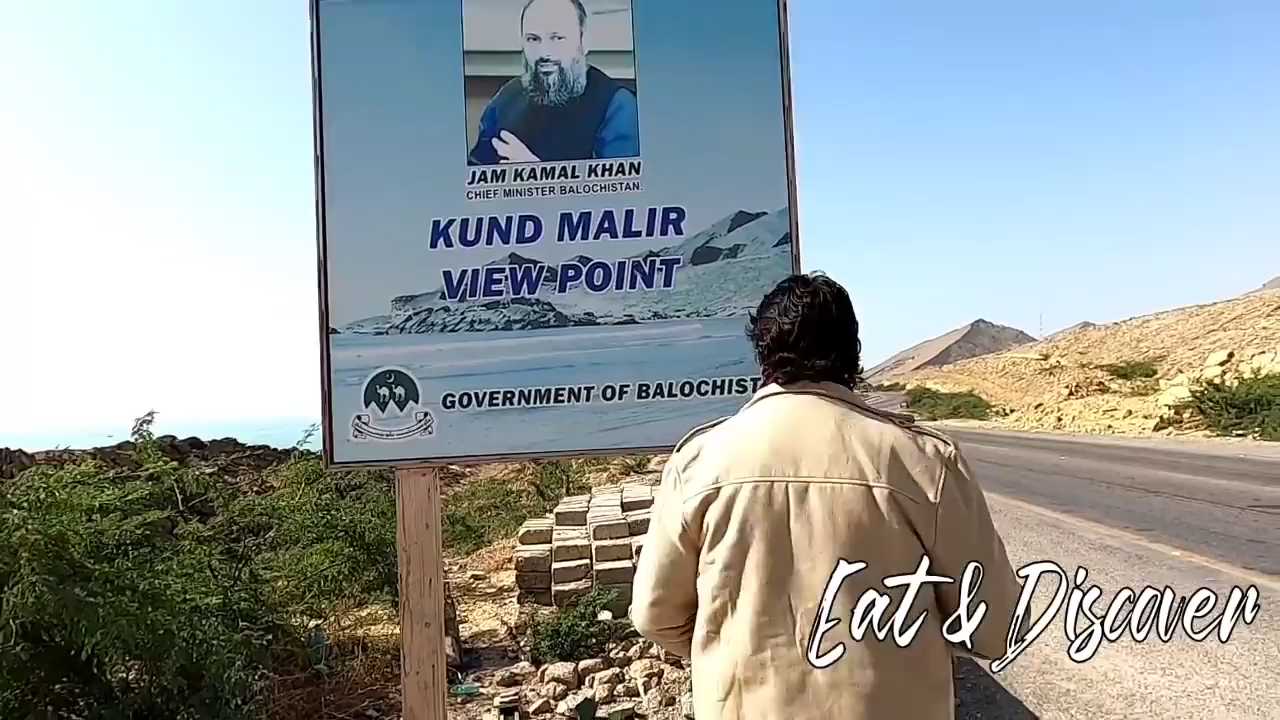 JAM KAMAL KHAN
CHIEF MINISTER BALOCHISTAN.
KUND MALIR
VIEW POINT
GOVERNMENT OF BALOCHIST
Eat & Discover